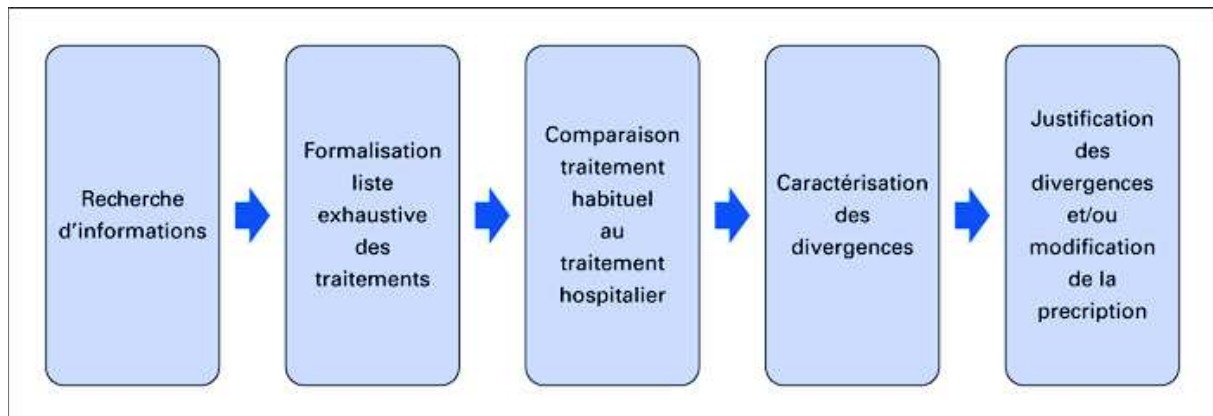 Recherche
d'informations
Formalisation
liste
exhaustive
des
traitements
Comparaison
traitement
habituel
au
traitement
hospitalier
Caractérisation
des
divergences
Justification
des
divergences
et/ou
modification
de la
precription